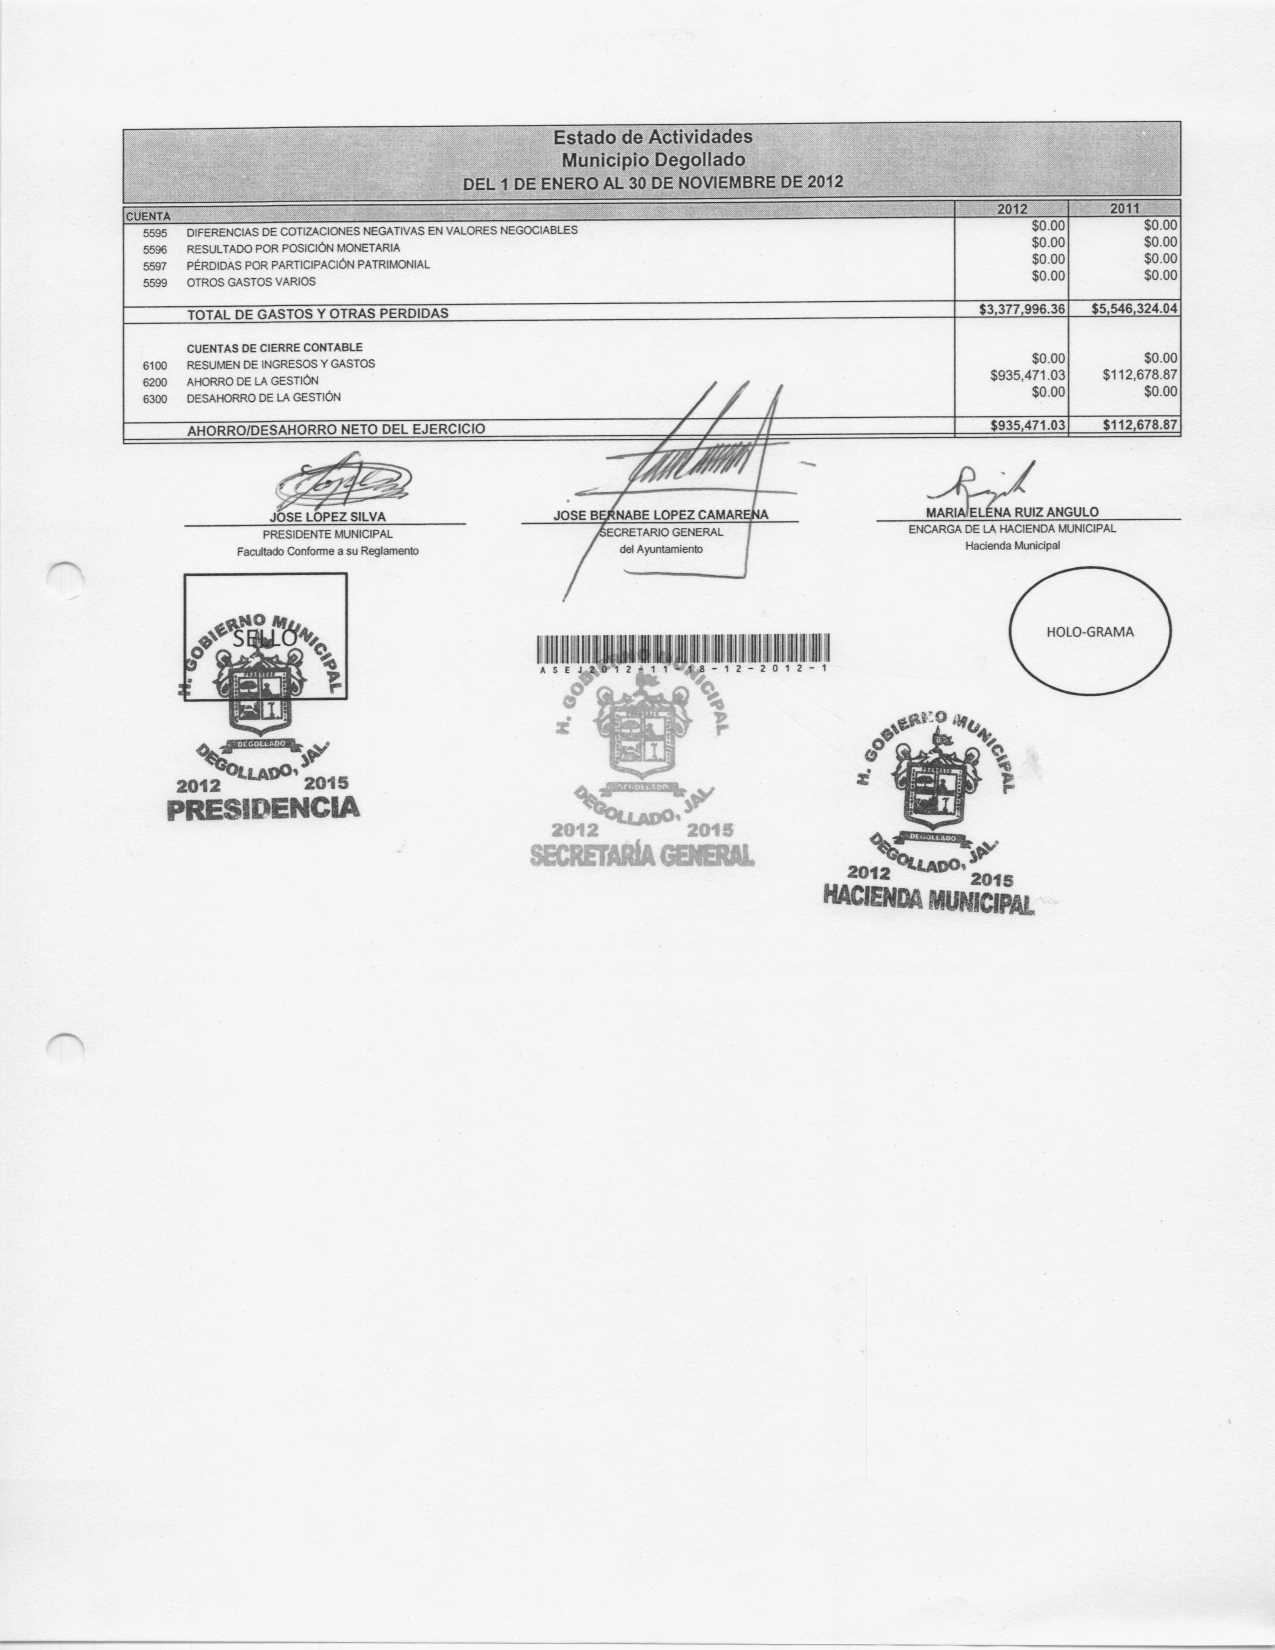 Estado de Actividades
Municipio Degollado
DEL 1 DE ENERO AL 30 DE NOVIEMBRE DE 2012
CUENTA 2012 2011
5595 DIFERENCIAS DE COTIZACIONES NEGATIVAS EN VALORES NEGOCIABLES $0.00 $0.00
5596 RESULTADO POR POSICIÓN MONETARIA $0.00 $0.00
5597 PÉRDIDAS POR PARTICIPACIÓN PATRIMONIAL $0.00 $0.00
5599 OTROS GASTOS VARIOS $0.00 $0.00
TOTAL DE GASTOS Y OTRAS PERDIDAS $3,377,996.36 $5,546,324.04
CUENTAS DE CIERRE CONTABLE
6100 RESUMEN DE INGRESOS Y GASTOS $0.00 $0.00
6200 AHORRO DE LA GESTIÓN $935,471.03 $112,678.87
6300 DESAHORRO DE LA GESTIÓN $0.00 $0.00
AHORRO/DESAHORRO NETO DEL EJERCICIO $935,471.03 $112,678.87
JOSE LÓPEZ SILVA
PRESIDENTE MUNICIPAL
Facultado Conforme a su Reglamento
JOSE BERNABE LOPEZ CAMARENA
SECRETARIO GENERAL
del Ayuntamiento
MARIA ELENA RUIZ ANGULO
ENCARGA DE LA HACIENDA MUNICIPAL
Hacienda Municipal
SELLO
H. GOBIERNO MUNICIPAL
DEGOLLADO
DEGOLLADO, JAL.
2012 2015
PRESIDENCIA
ASEJ2012-11-18-12-2012-1
H. GOBIERNO MUNICIPAL
DEGOLLADO
DEGOLLADO, JAL.
2012 2015
SECRETARÍA GENERAL
HOLO-GRAMA
H. GOBIERNO MUNICIPAL
DEGOLLADO
DEGOLLADO, JAL.
2012 2015
HACIENDA MUNICIPAL